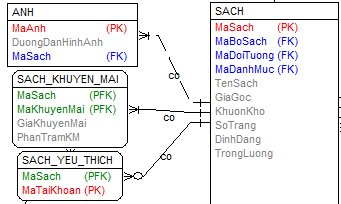 ANH
MaAnh (PK)
DuongDanHinhAnh
MaSach (FK)
SACH_KHUYEN_MAI
MaSach (PFK)
MaKhuyenMai (PFK)
GiaKhuyenMai
PhanTramKM
SACH_YEU_THICH
MaSach (PFK)
MaTaiKhoan (PK)
co
co
co
SACH
MaSach (PK)
MaBoSach (FK)
MaDoiTuong (FK)
MaDanhMuc (FK)
TenSach
GiaGoc
KhuonKho
SoTrang
DinhDang
TrongLuong